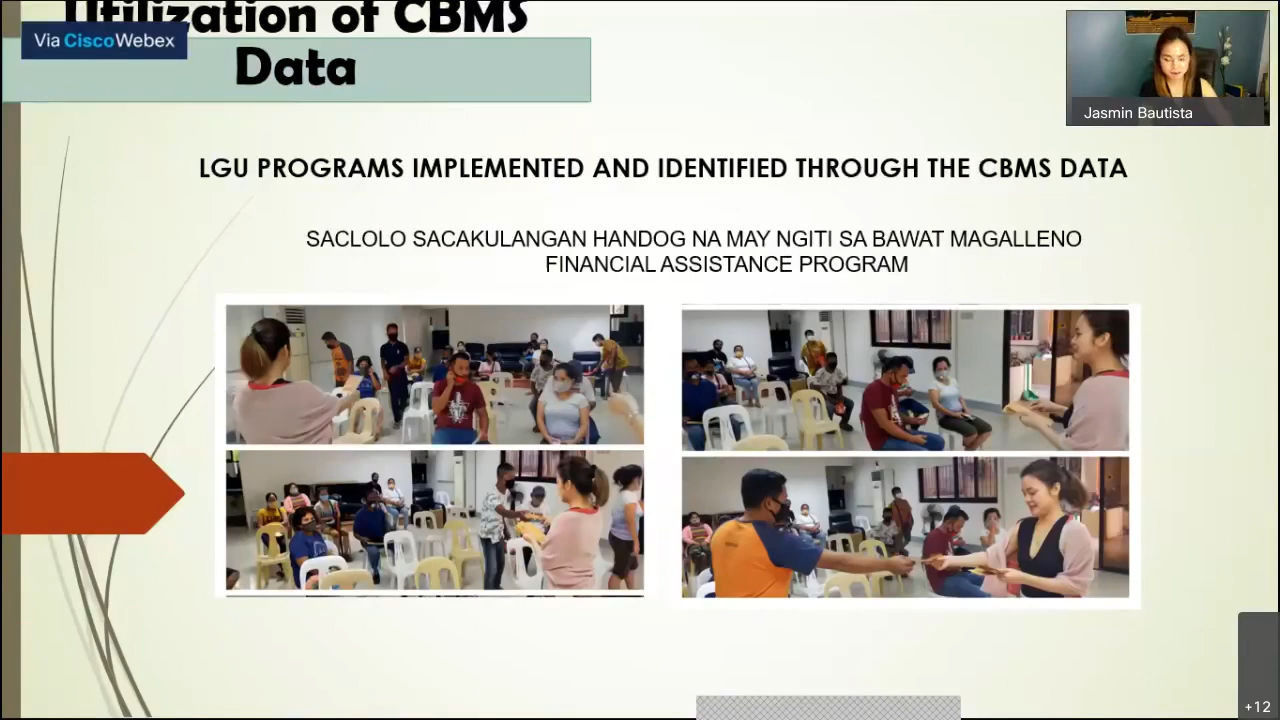 Utilization of CBMS
Data
Via CiscoWebex
Jasmin Bautista
LGU PROGRAMS IMPLEMENTED AND IDENTIFIED THROUGH THE CBMS DATA
SACLOLO SACAKULANGAN HANDOG NA MAY NGITI SA BAWAT MAGALLENO
FINANCIAL ASSISTANCE PROGRAM
+12